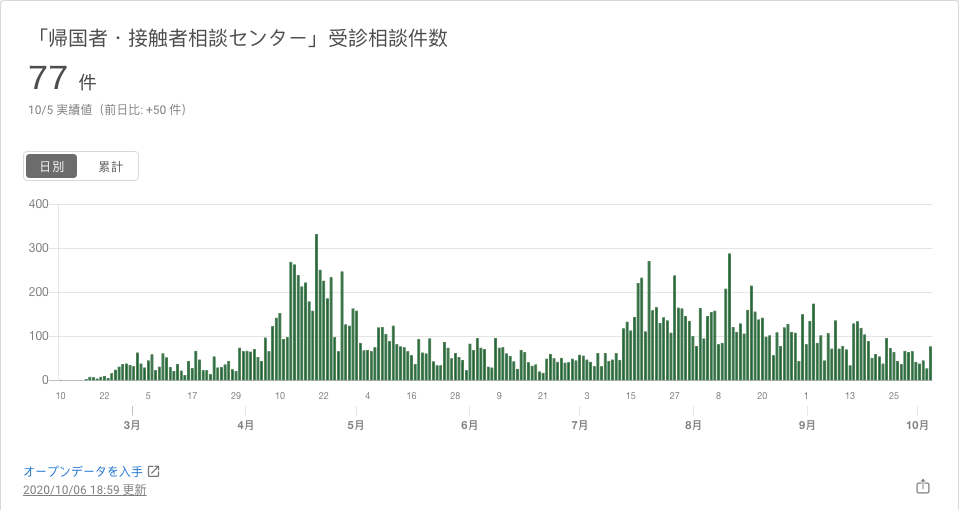 「帰国者・接触者相談センター」受診相談件数
77 件
10/5 実績値（前日比: +50 件）
日別 累計
400
300
200
100
0
10 22 5 17 29 10 22 4 16 28 9 21 3 15 27 8 20 1 13 25
3月 4月 5月 6月 7月 8月 9月 10月
オープンデータを入手
2020/10/06 18:59 更新